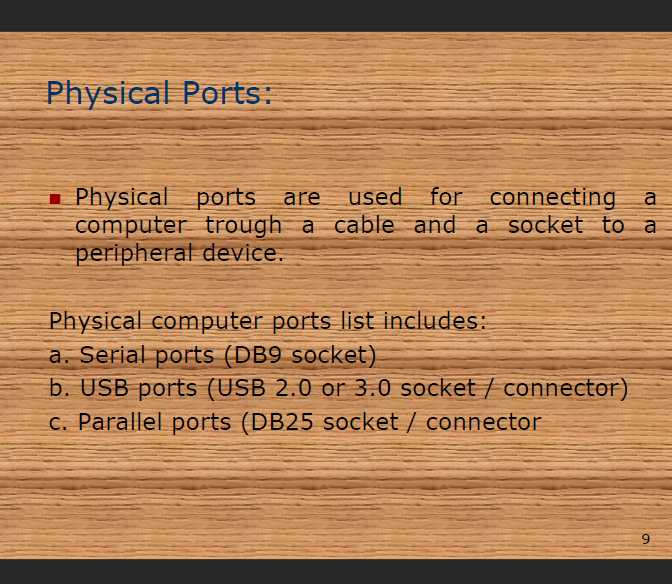 Physical Ports:
Physical ports are used for connecting a
computer trough a cable and a socket to a
peripheral device.
Physical computer ports list includes:
a. Serial ports (DB9 socket)
b. USB ports (USB 2.0 or 3.0 socket / connector)
c. Parallel ports (DB25 socket / connector
9